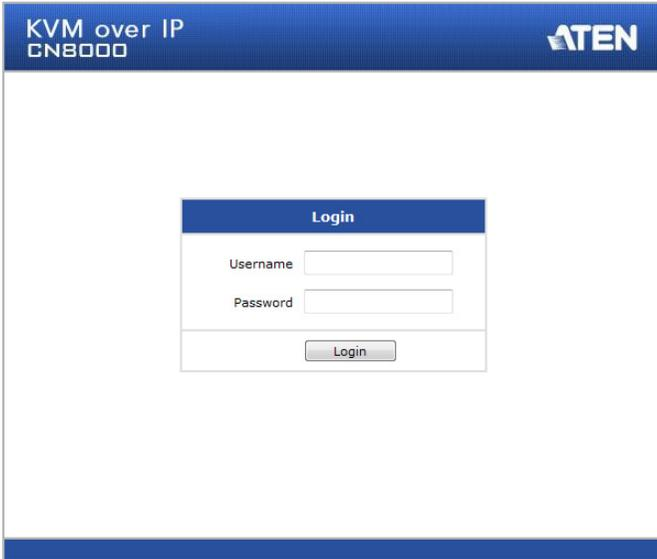 KVM over IP
CN8000
ATEN
Login
Username
Password
Login